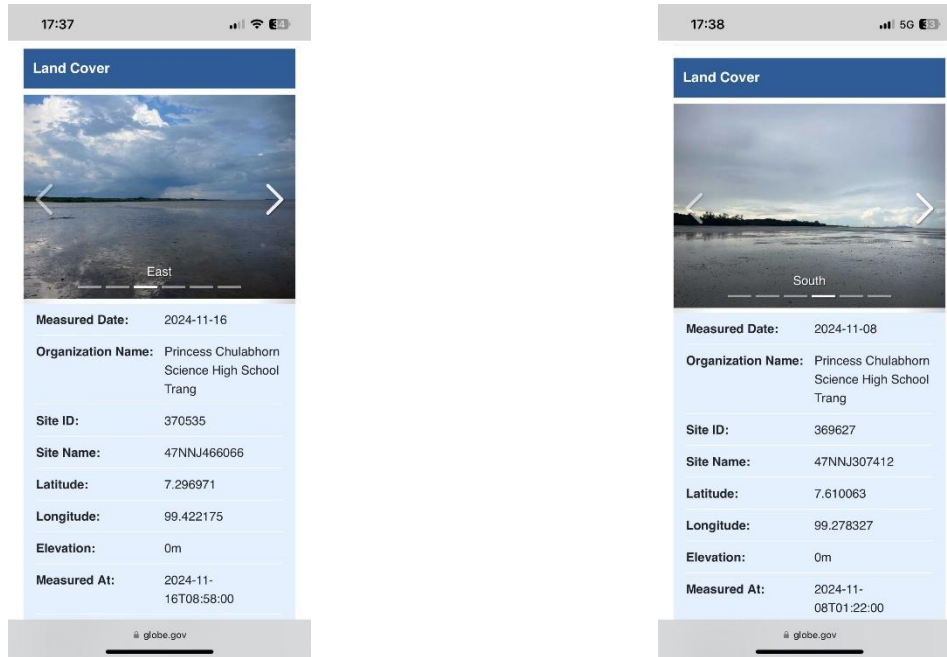 17:37
34
Land Cover
East
Measured Date: 2024-11-16
Organization Name: Princess Chulabhorn
Science High School
Trang
Site ID: 370535
Site Name: 47NNJ466066
Latitude: 7.296971
Longitude: 99.422175
Elevation: 0m
Measured At: 2024-11-
16T08:58:00
globe.gov
17:38
5G 33
Land Cover
South
Measured Date: 2024-11-08
Organization Name: Princess Chulabhorn
Science High School
Trang
Site ID: 369627
Site Name: 47NNJ307412
Latitude: 7.610063
Longitude: 99.278327
Elevation: 0m
Measured At: 2024-11-
08T01:22:00
globe.gov